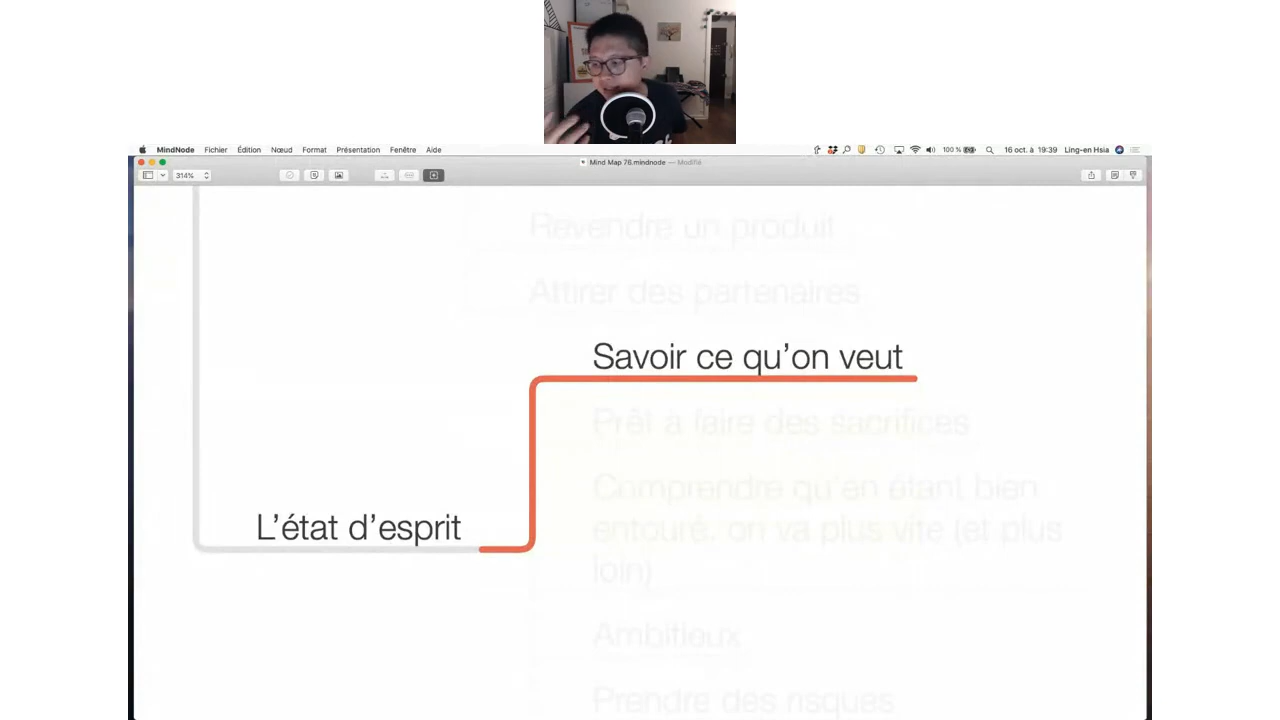 MindNode Fichier Édition Nœud Format Présentation Fenêtre Aide 100 % 16 oct. à 19:39 Ling-en Hsia
Mind Map 76.mindnode — Modifié
314%
Revendre un produit
Attirer des partenaires
Savoir ce qu’on veut
Prêt à faire des sacrifices
Comprendre qu’en étant bien
entouré, on va plus vite (et plus
loin)
L’état d’esprit
Ambitieux
Prendre des risques